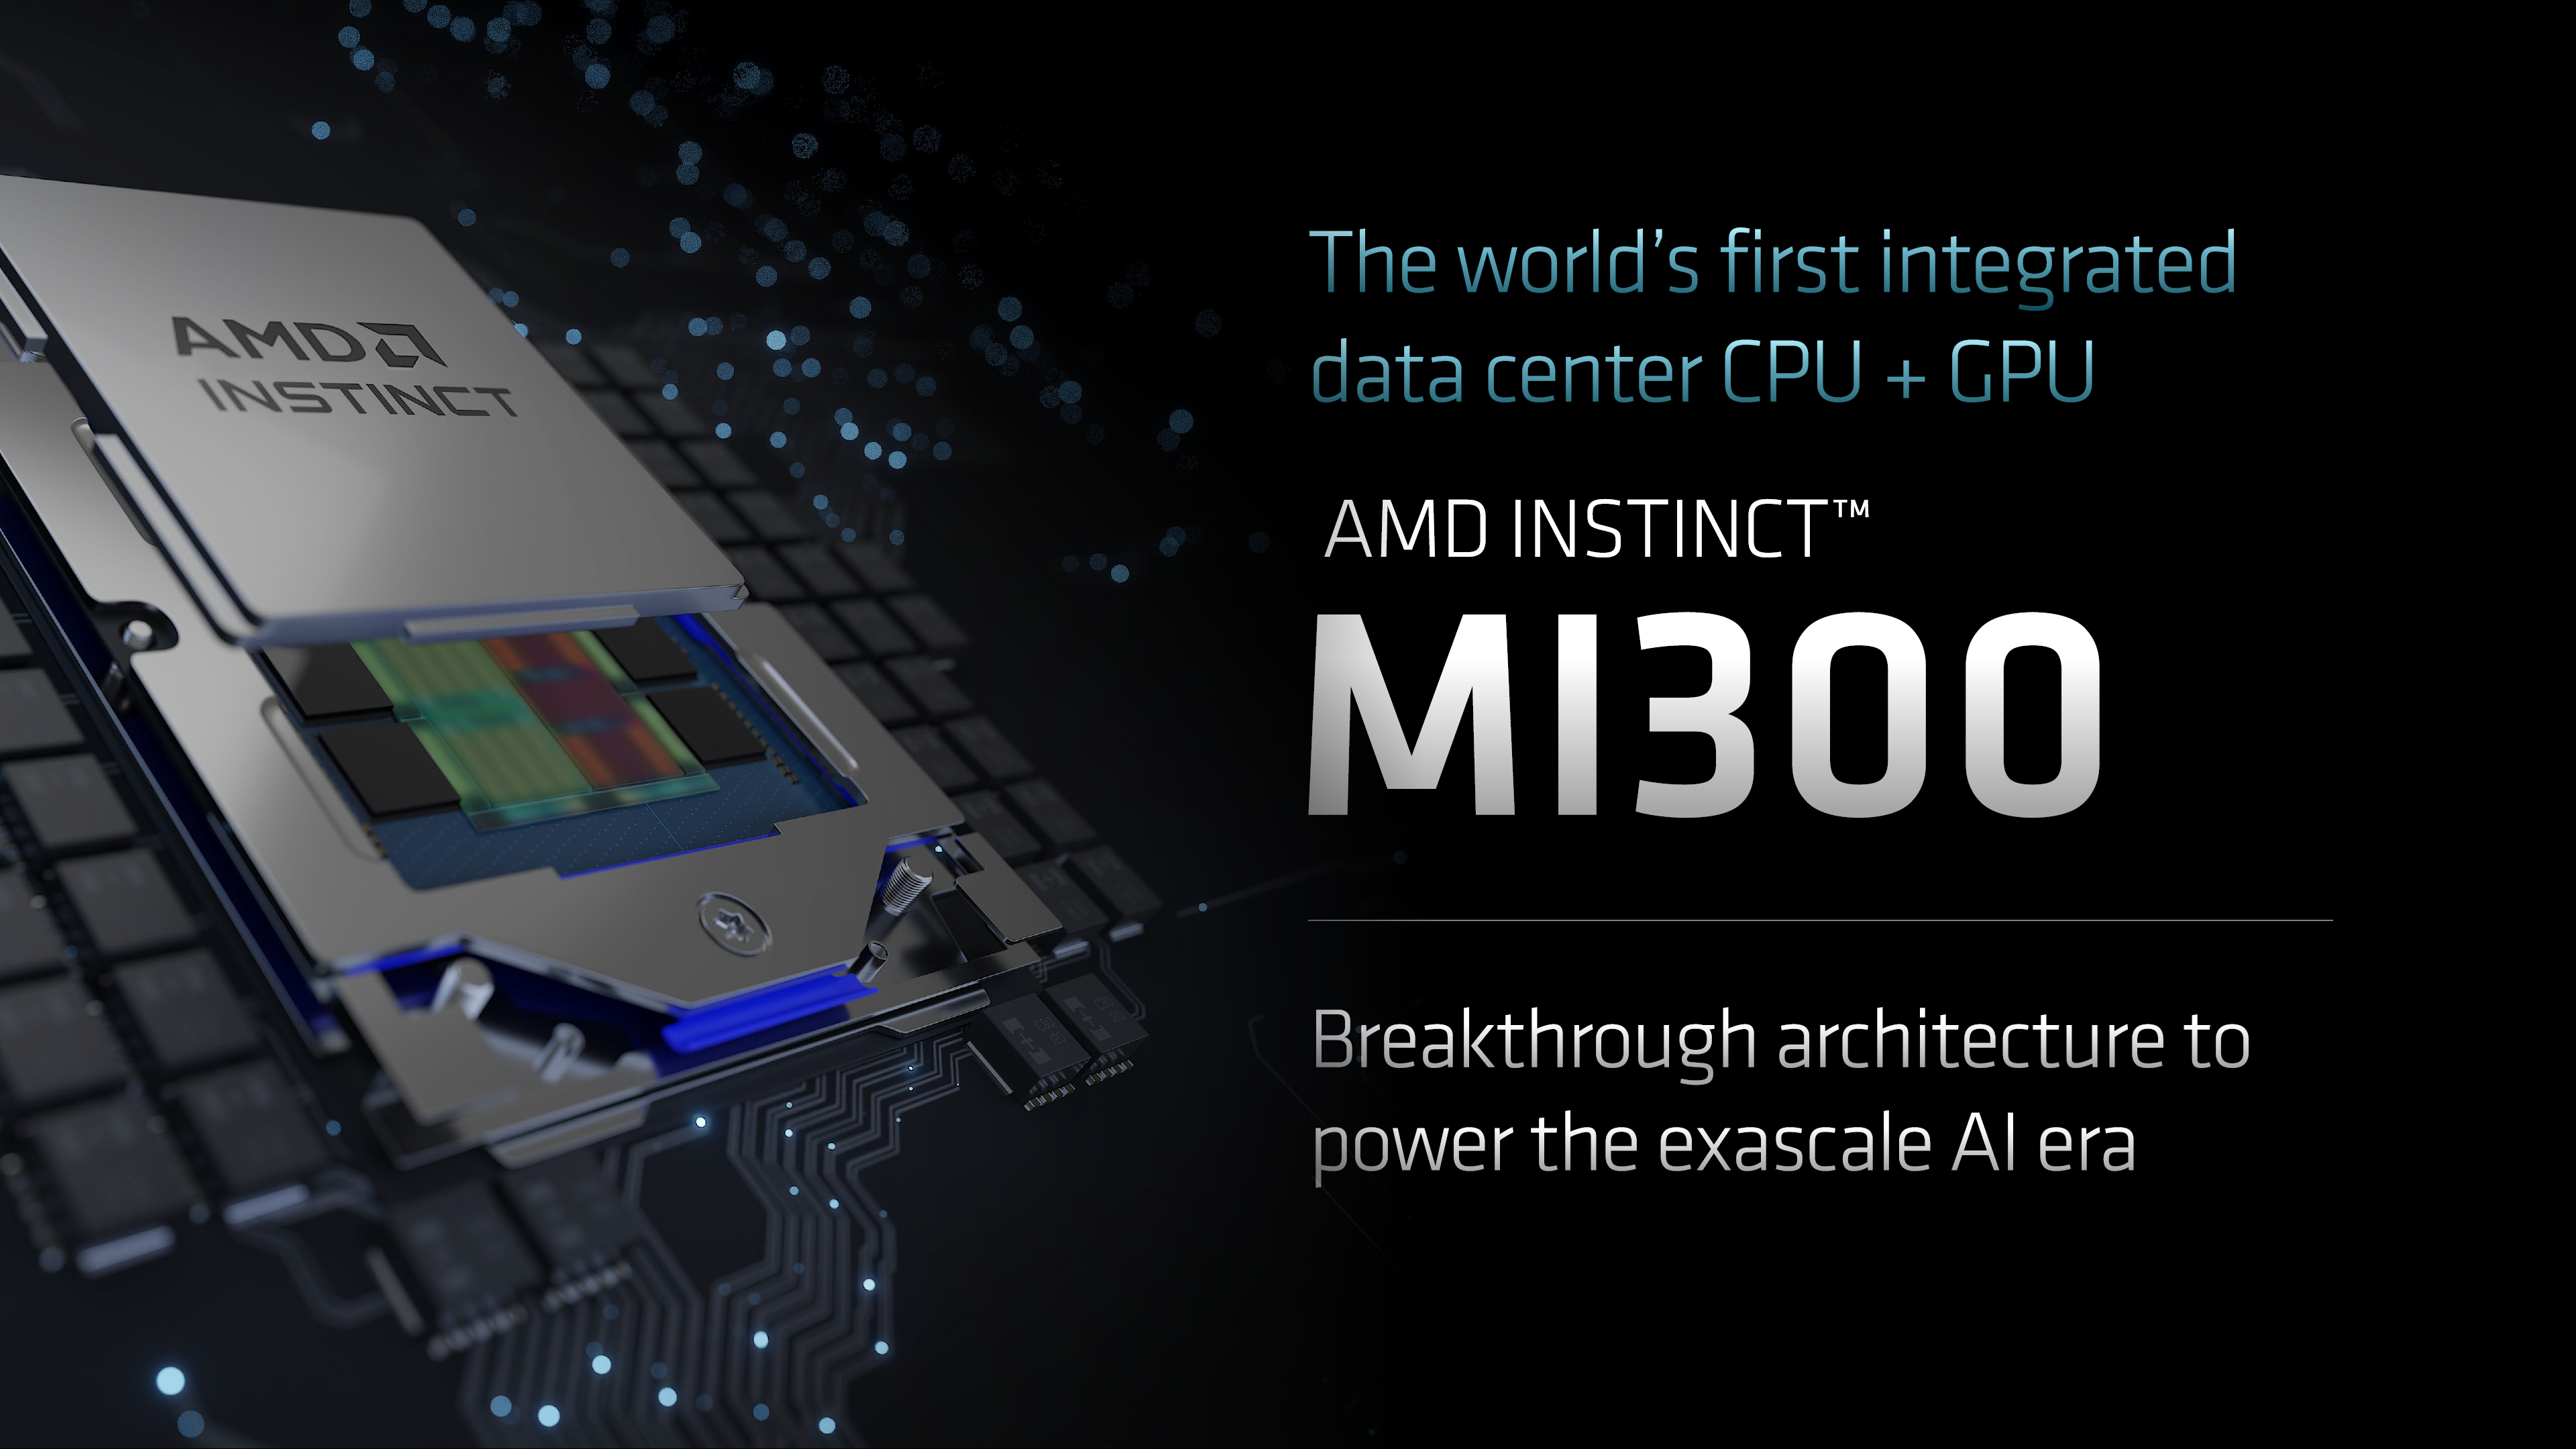 AMD
INSTINCT
The world's first integrated
data center CPU + GPU
AMD INSTINCT™
MI300
Breakthrough architecture to
power the exascale AI era